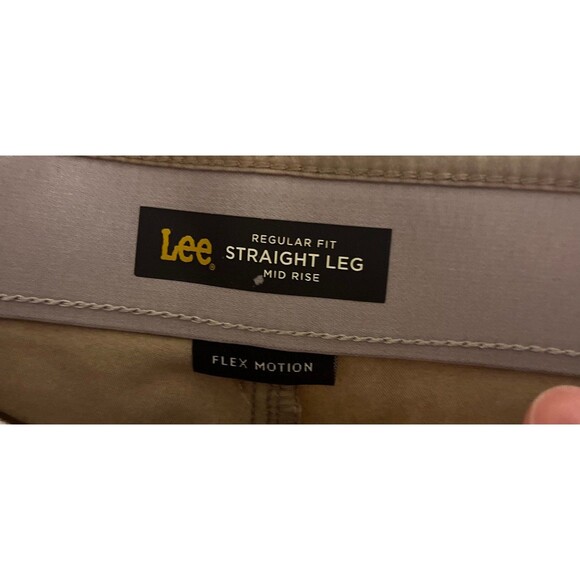 Lee®
REGULAR FIT
STRAIGHT LEG
MID RISE
FLEX MOTION